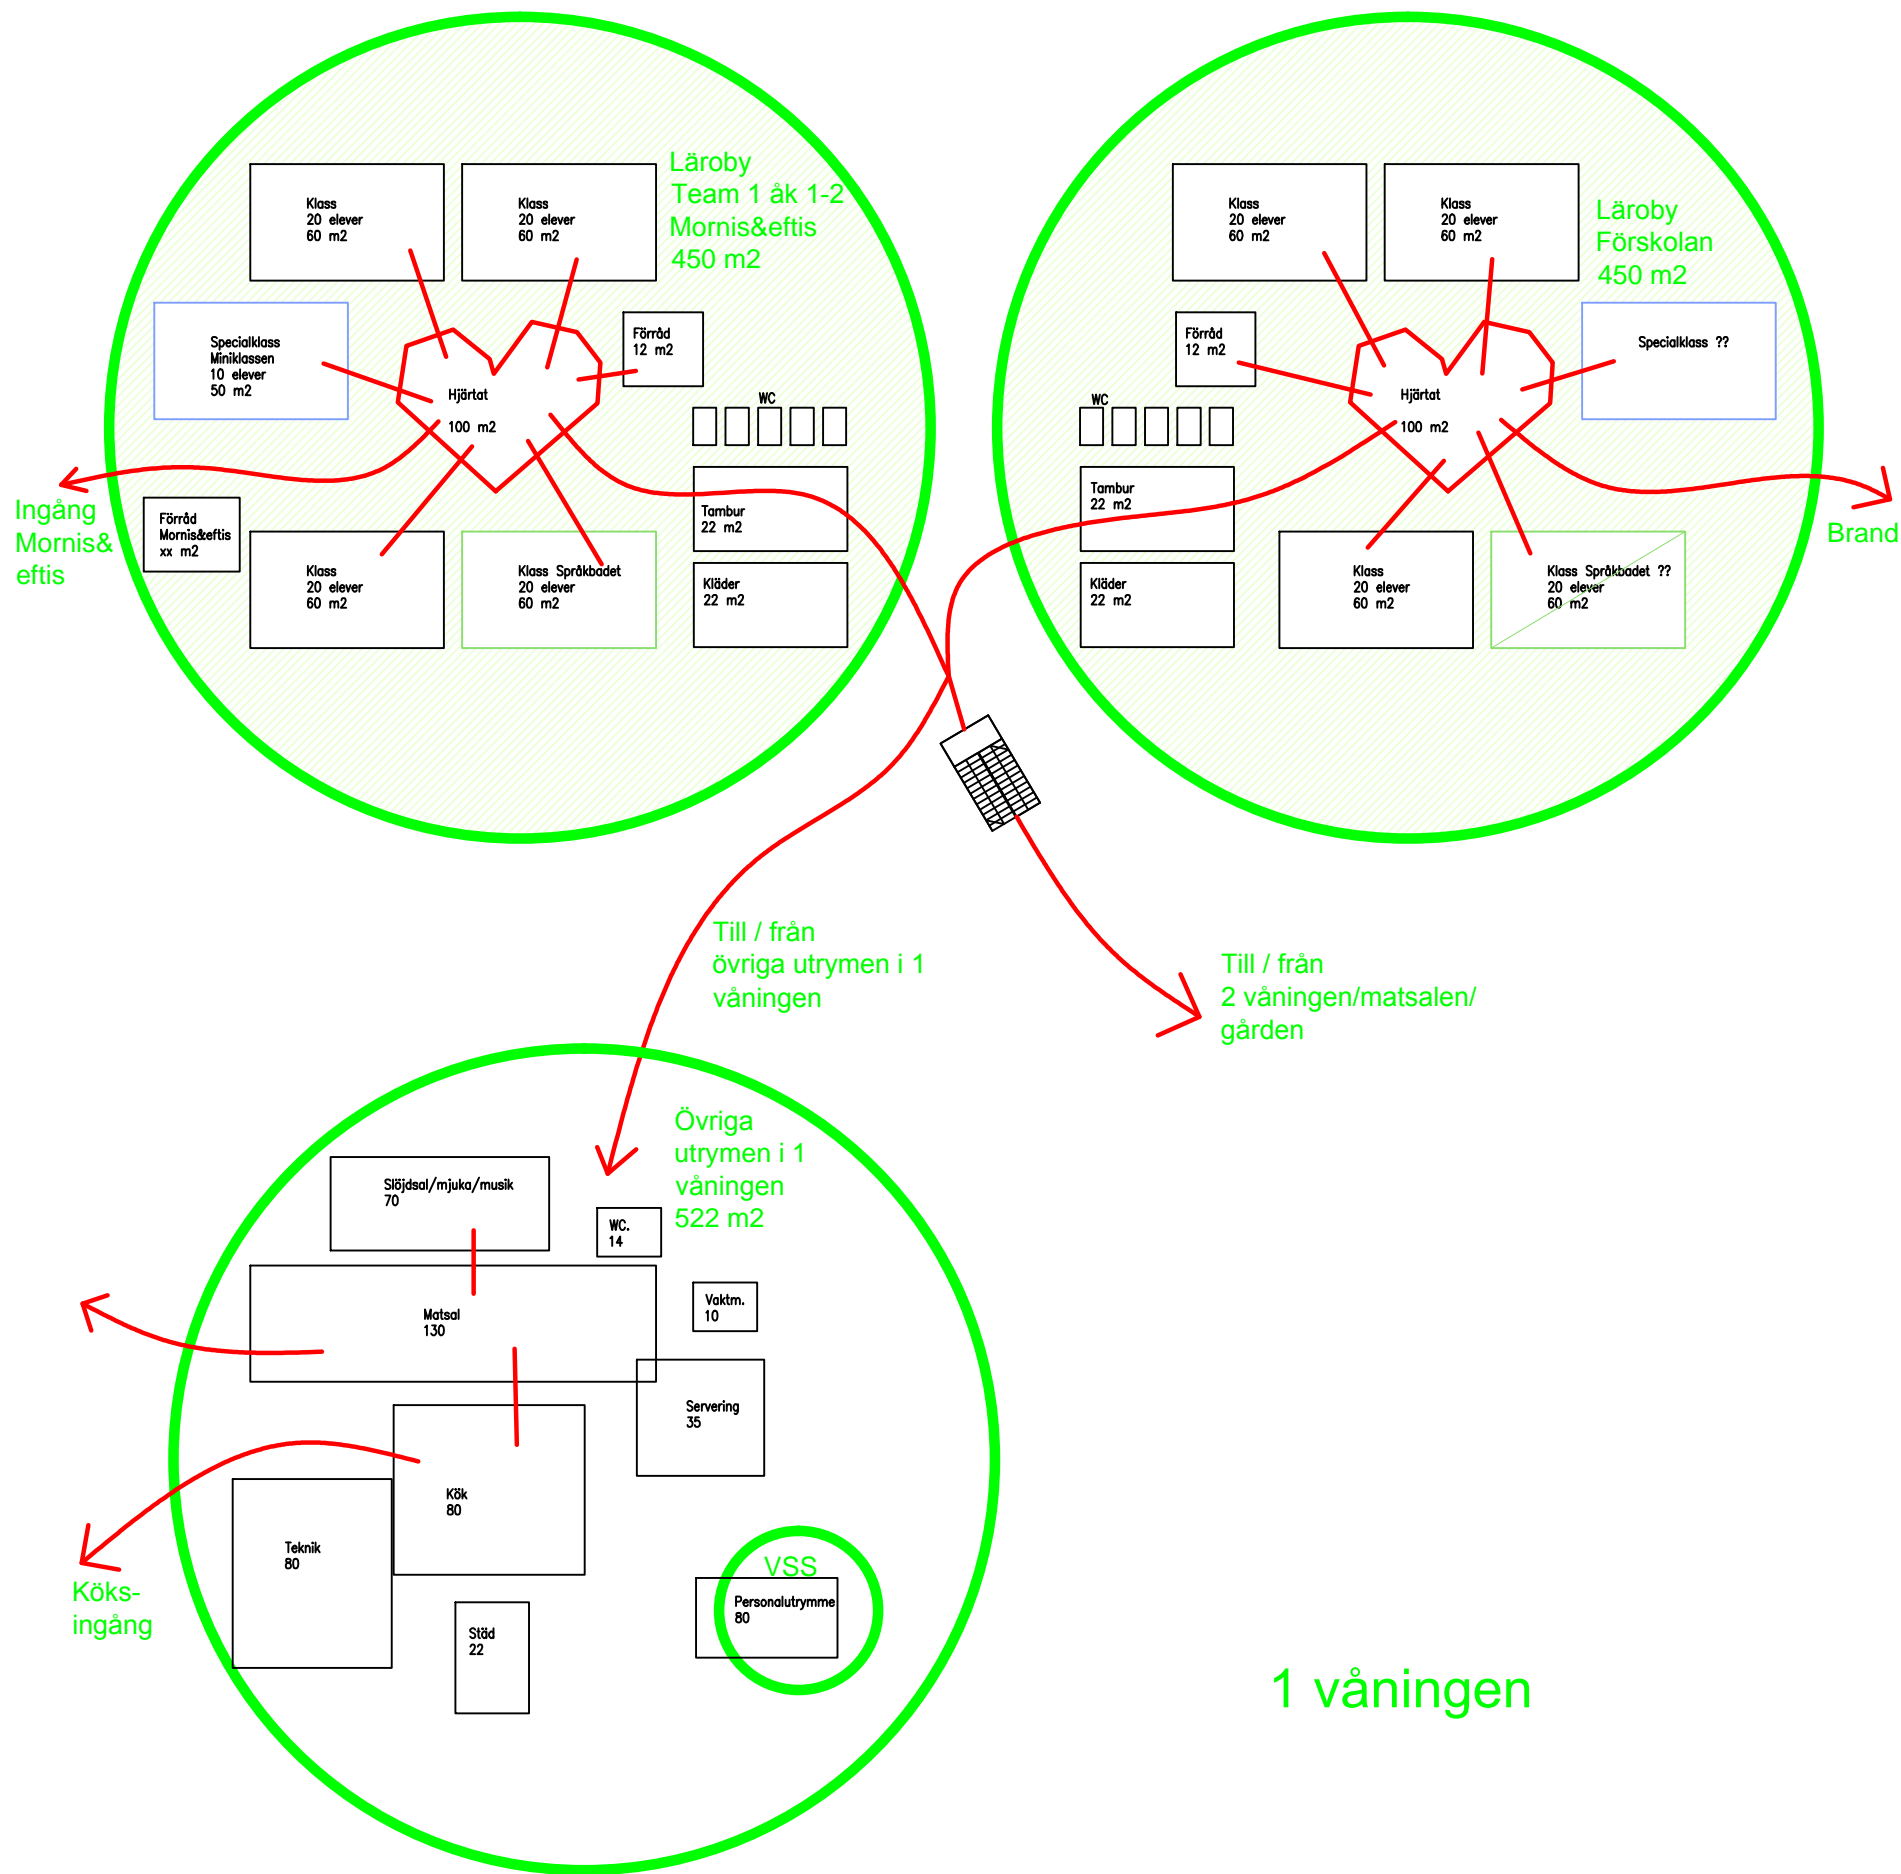 Läroby
Team 1 åk 1-2
Mornis&eftis
450 m2
Klass
20 elever
60 m2
Klass
20 elever
60 m2
Specialklass
Miniklassen
10 elever
50 m2
Förråd
12 m2
Hjärtat
100 m2
WC
Ingång
Mornis&
eftis
Förråd
Mornis&eftis
xx m2
Tambur
22 m2
Klass
20 elever
60 m2
Klass Språkbadet
20 elever
60 m2
Kläder
22 m2
Klass
20 elever
60 m2
Klass
20 elever
60 m2
Läroby
Förskolan
450 m2
Förråd
12 m2
Specialklass ??
Hjärtat
100 m2
WC
Tambur
22 m2
Brand
Kläder
22 m2
Klass
20 elever
60 m2
Klass Språkbadet ??
20 elever
60 m2
Till / från
övriga utrymen i 1
våningen
Till / från
2 våningen/matsalen/
gården
Övriga
utrymen i 1
våningen
522 m2
Slöjdsal/mjuka/musik
70
WC.
14
Matsal
130
Vaktm.
10
Servering
35
Kök
80
Teknik
80
VSS
Personalutrymme
80
Köks-
ingång
Städ
22
1 våningen